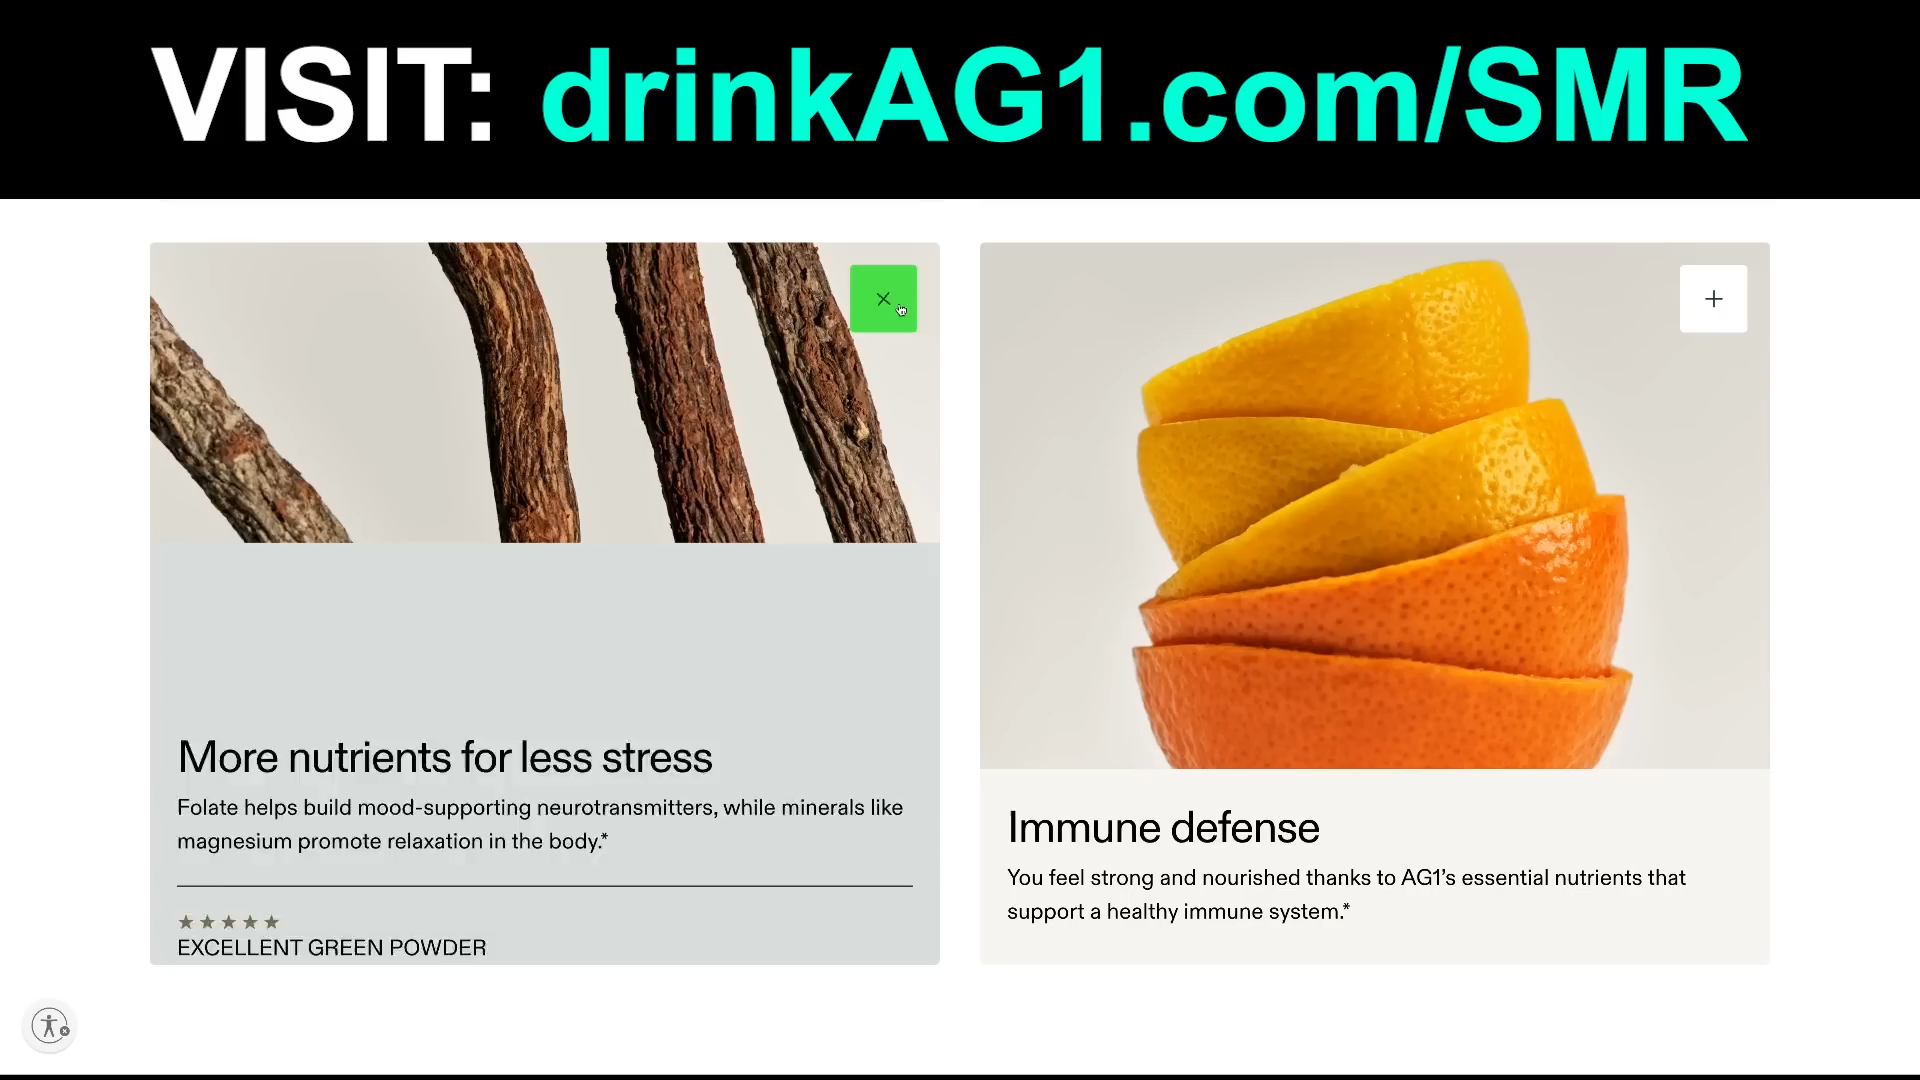 VISIT: drinkAG1.com/SMR
More nutrients for less stress
Folate helps build mood-supporting neurotransmitters, while minerals like
magnesium promote relaxation in the body.*
★★★★★
EXCELLENT GREEN POWDER
Immune defense
You feel strong and nourished thanks to AG1’s essential nutrients that
support a healthy immune system.*